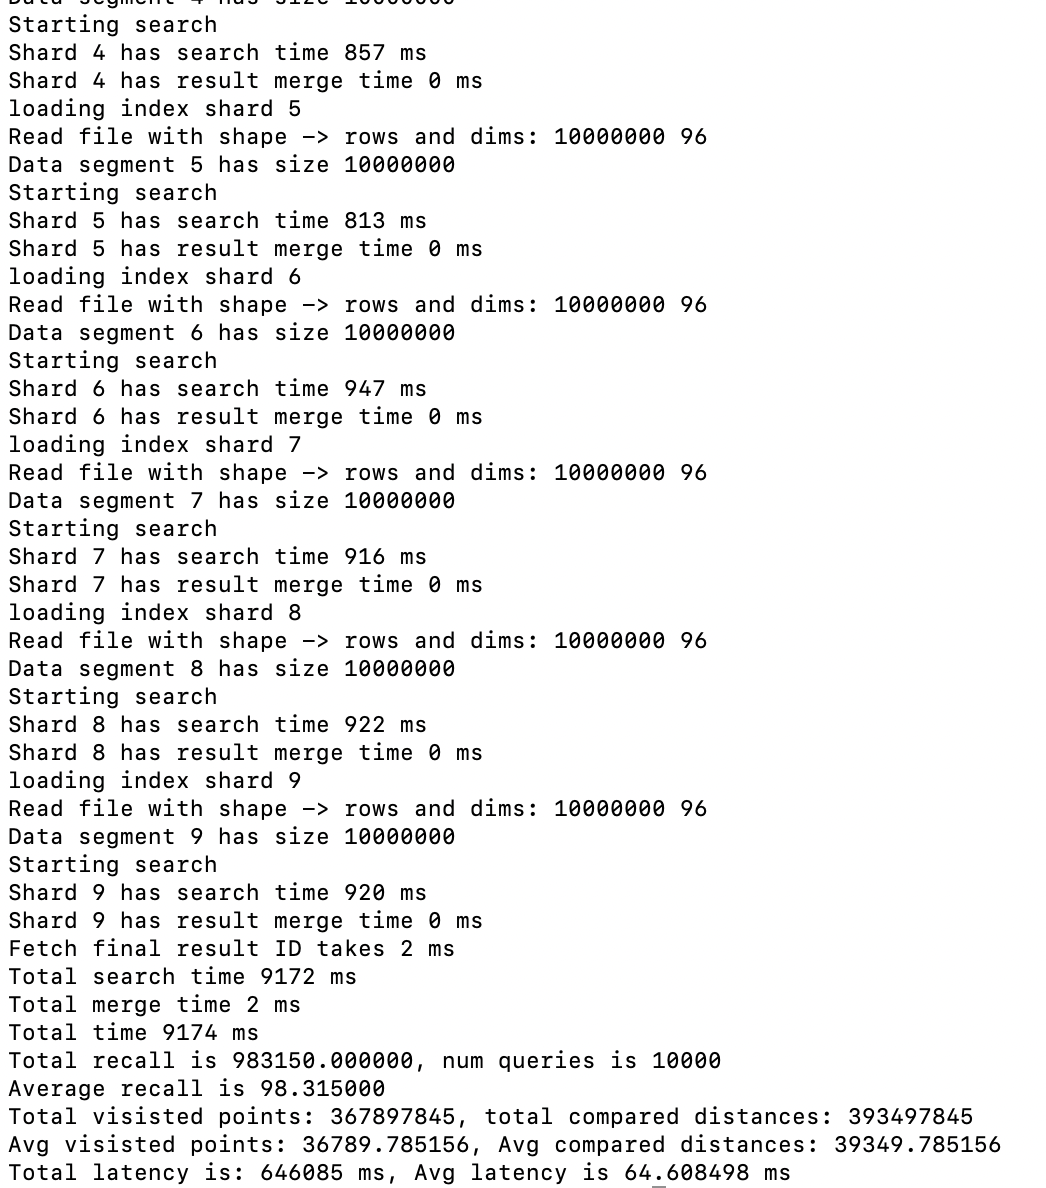 Data segment 4 has size 10000000
Starting search
Shard 4 has search time 857 ms
Shard 4 has result merge time 0 ms
loading index shard 5
Read file with shape -> rows and dims: 10000000 96
Data segment 5 has size 10000000
Starting search
Shard 5 has search time 813 ms
Shard 5 has result merge time 0 ms
loading index shard 6
Read file with shape -> rows and dims: 10000000 96
Data segment 6 has size 10000000
Starting search
Shard 6 has search time 947 ms
Shard 6 has result merge time 0 ms
loading index shard 7
Read file with shape -> rows and dims: 10000000 96
Data segment 7 has size 10000000
Starting search
Shard 7 has search time 916 ms
Shard 7 has result merge time 0 ms
loading index shard 8
Read file with shape -> rows and dims: 10000000 96
Data segment 8 has size 10000000
Starting search
Shard 8 has search time 922 ms
Shard 8 has result merge time 0 ms
loading index shard 9
Read file with shape -> rows and dims: 10000000 96
Data segment 9 has size 10000000
Starting search
Shard 9 has search time 920 ms
Shard 9 has result merge time 0 ms
Fetch final result ID takes 2 ms
Total search time 9172 ms
Total merge time 2 ms
Total time 9174 ms
Total recall is 983150.000000, num queries is 10000
Average recall is 98.315000
Total visisted points: 367897845, total compared distances: 393497845
Avg visisted points: 36789.785156, Avg compared distances: 39349.785156
Total latency is: 646085 ms, Avg latency is 64.608498 ms